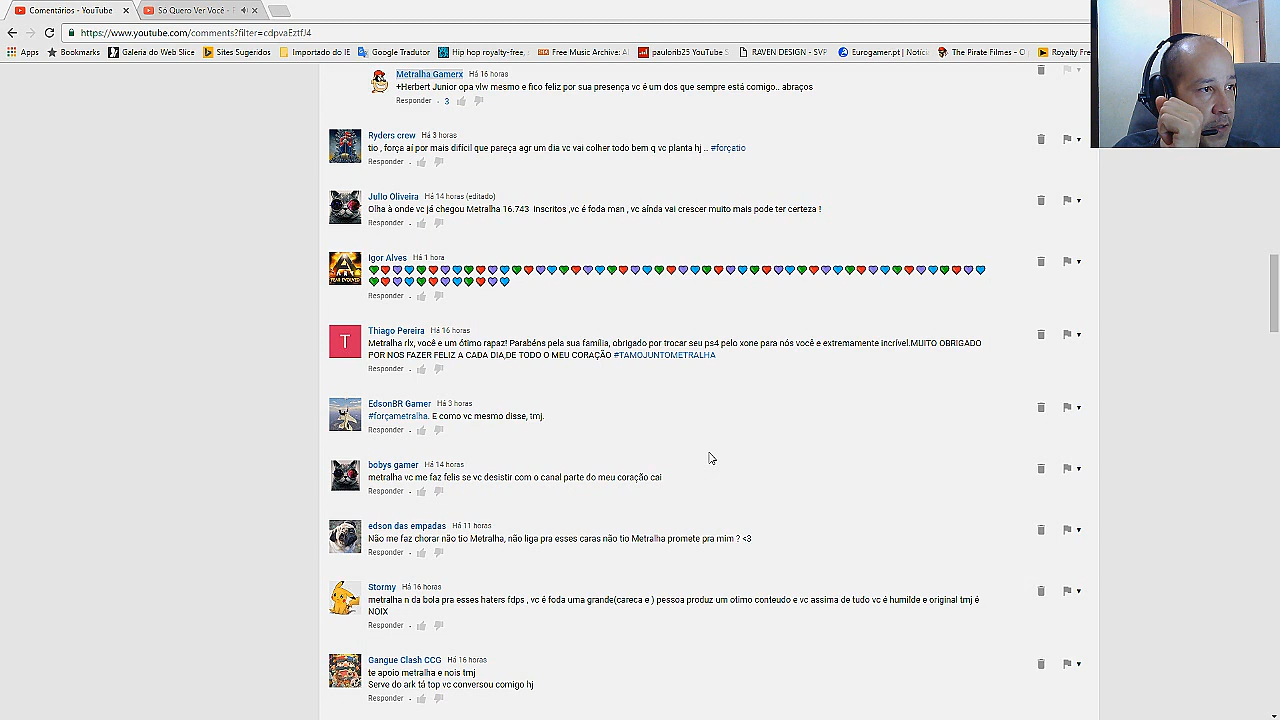 Comentários - YouTube
Só Quero Ver Você - 
https://www.youtube.com/comments?filter=cdpvaEztfJ4
Apps Bookmarks Galeria do Web Slice Sites Sugeridos Importado do IE Google Tradutor Hip hop royalty-free, Free Music Archive: paulorib25 YouTube RAVEN DESIGN - SVP Eurogamer.pt | Notíc The Pirate Filmes - Royalty Fre
Metralha Gamerx Há 16 horas
+Herbert Junior opa vlw mesmo e fico feliz por sua presença vc é um dos que sempre está comigo.. abraços
Responder . 3
Ryders crew Há 3 horas
tio , força aí por mais difícil que pareça agr um dia vc vai colher todo bem q vc planta hj .. #forçatio
Responder .
Julio Oliveira Há 14 horas (editado)
Olha à onde vc já chegou Metralha 16.743 inscritos ,vc é foda man , vc aínda vai crescer muito mais pode ter certeza !
Responder .
Igor Alves Há 1 hora
Responder .
T
Thiago Pereira Há 16 horas
Metralha rlx, você e um ótimo rapaz! Parabéns pela sua família, obrigado por trocar seu ps4 pelo xone para nós você e extremamente incrível.MUITO OBRIGADO
POR NOS FAZER FELIZ A CADA DIA,DE TODO O MEU CORAÇÃO #TAMOJUNTOMETRALHA
Responder .
EdsonBR Gamer Há 3 horas
#forçametralha. E como vc mesmo disse, tmj.
Responder .
bobys gamer Há 14 horas
metralha vc me faz felis se vc desistir com o canal parte do meu coração cai
Responder .
edson das empadas Há 11 horas
Não me faz chorar não tio Metralha, não liga pra esses caras não tio Metralha promete pra mim ? <3
Responder .
Stormy Há 16 horas
metralha n da bola pra esses haters fdps , vc é foda uma grande(careca e ) pessoa produz um otimo conteudo e vc assima de tudo vc é humilde e original tmj é
NOIX
Responder .
Gangue Clash CCG Há 16 horas
te apoio metralha e nois tmj
Serve do ark tá top vc conversou comigo hj
Responder .